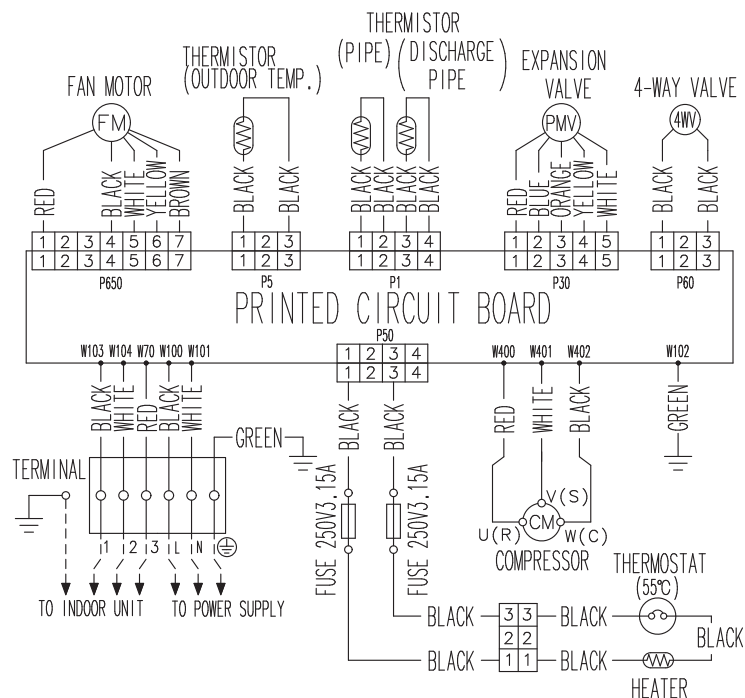 THERMISTOR
(OUTDOOR TEMP.)
THERMISTOR
(PIPE) (DISCHARGE PIPE)
EXPANSION
VALVE
4-WAY VALVE
FAN MOTOR
FM
PMV
4WV
RED BLACK WHITE YELLOW BROWN
BLACK BLACK
BLACK BLACK BLACK BLACK
RED BLUE ORANGE YELLOW WHITE
BLACK BLACK
1 2 3 4 5 6 7
1 2 3 4 5 6 7
P650
1 2 3
1 2 3
P5
1 2 3 4
1 2 3 4
P1
1 2 3 4 5
1 2 3 4 5
P30
1 2 3
1 2 3
P60
PRINTED CIRCUIT BOARD
P50
1 2 3 4
1 2 3 4
W103 W104 W70 W100 W101
W400 W401 W402
W102
BLACK WHITE RED BLACK WHITE
GREEN
BLACK BLACK
RED WHITE BLACK
GREEN
TERMINAL
FUSE 250V3.15A
FUSE 250V3.15A
V(S)
U(R) CM W(C)
COMPRESSOR
1 2 3 L N
TO INDOOR UNIT
TO POWER SUPPLY
THERMOSTAT
(55℃)
BLACK 3 3 BLACK
2 2
BLACK 1 1 BLACK
BLACK
HEATER